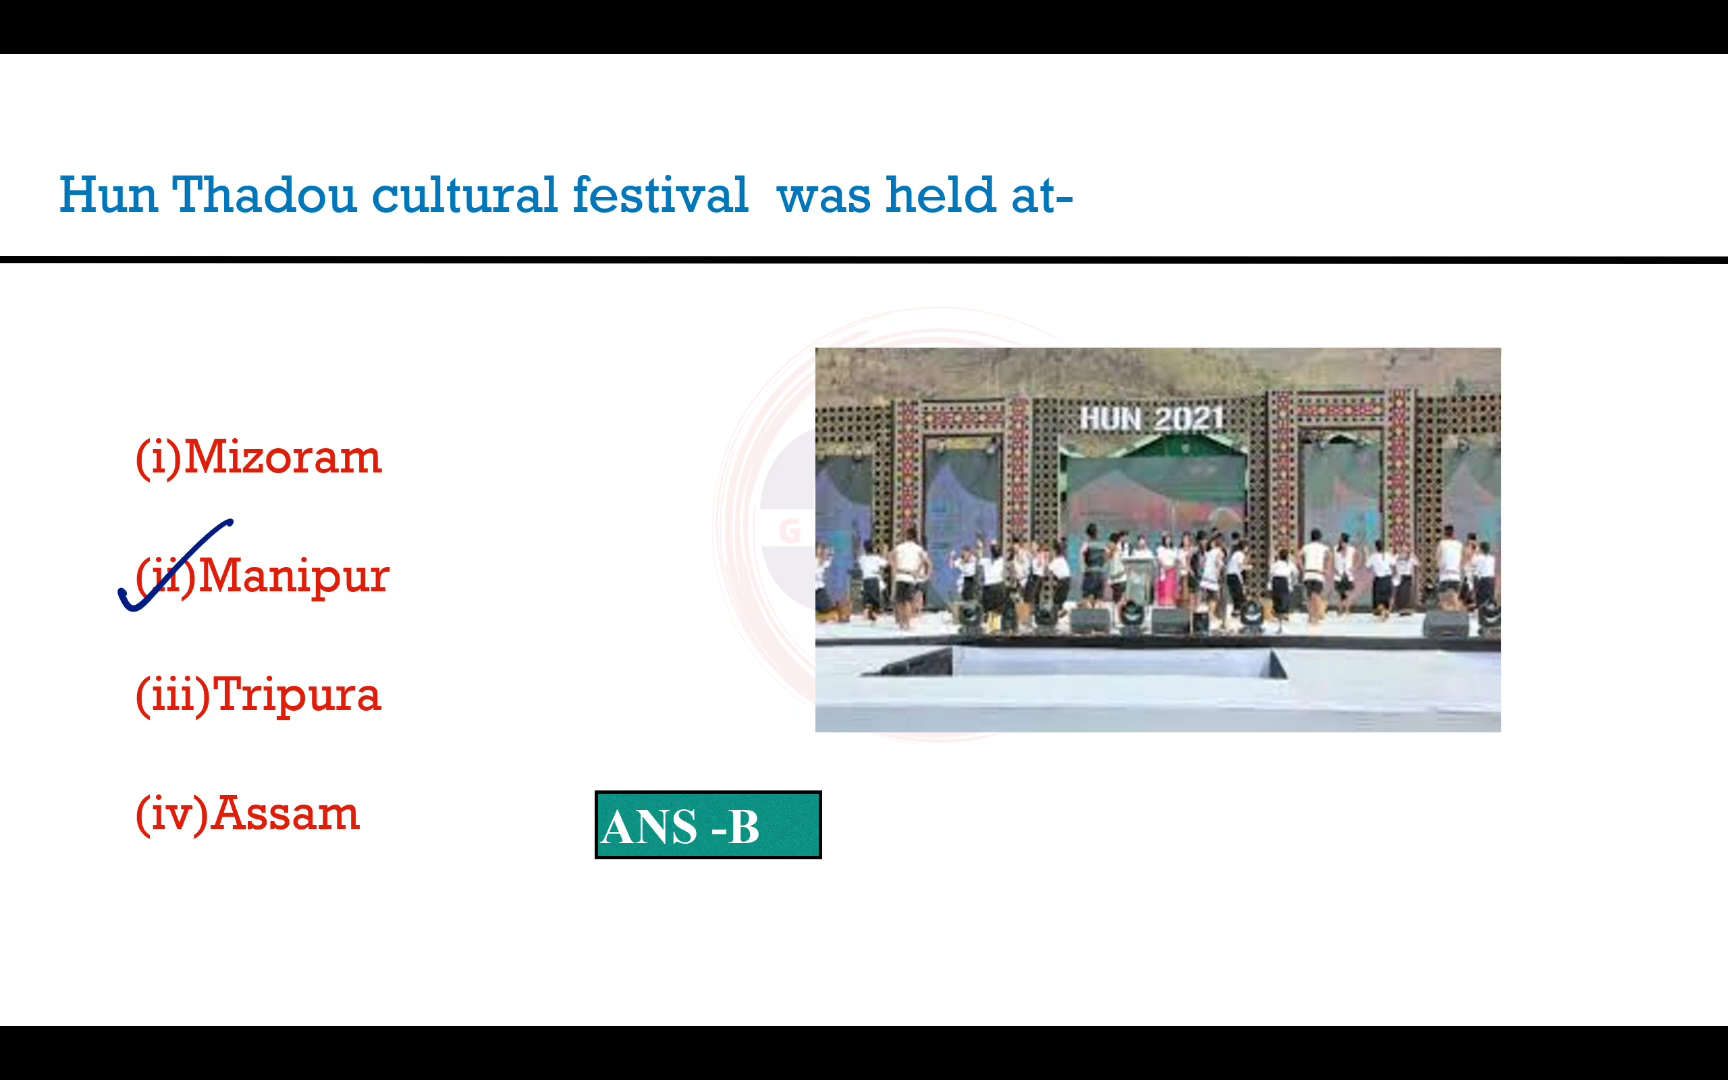 Hun Thadou cultural festival was held at-
HUN 2021
(i)Mizoram
(ii)Manipur
(iii)Tripura
(iv)Assam
G
ANS -B